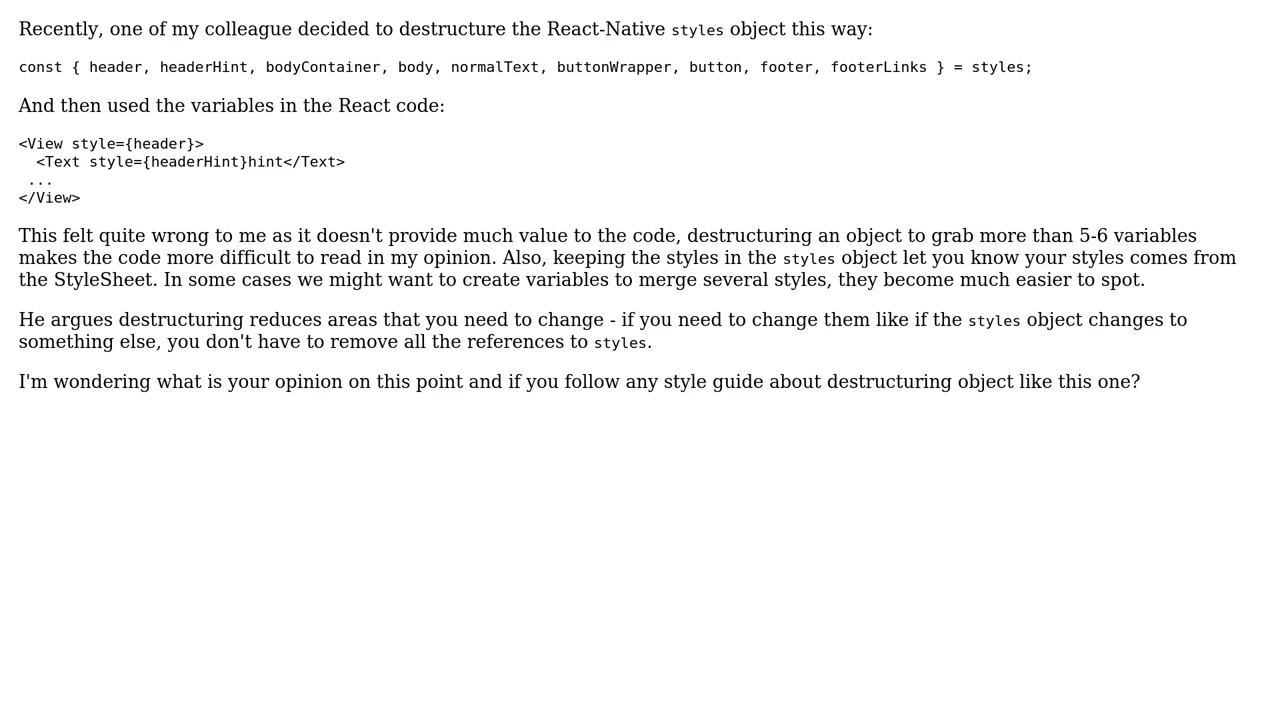 Recently, one of my colleague decided to destructure the React-Native styles object this way:
const { header, headerHint, bodyContainer, body, normalText, buttonWrapper, button, footer, footerLinks } = styles;
And then used the variables in the React code:
<View style={header}>
  <Text style={headerHint}hint</Text>
 ...
</View>
This felt quite wrong to me as it doesn't provide much value to the code, destructuring an object to grab more than 5-6 variables
makes the code more difficult to read in my opinion. Also, keeping the styles in the styles object let you know your styles comes from
the StyleSheet. In some cases we might want to create variables to merge several styles, they become much easier to spot.
He argues destructuring reduces areas that you need to change - if you need to change them like if the styles object changes to
something else, you don't have to remove all the references to styles.
I'm wondering what is your opinion on this point and if you follow any style guide about destructuring object like this one?